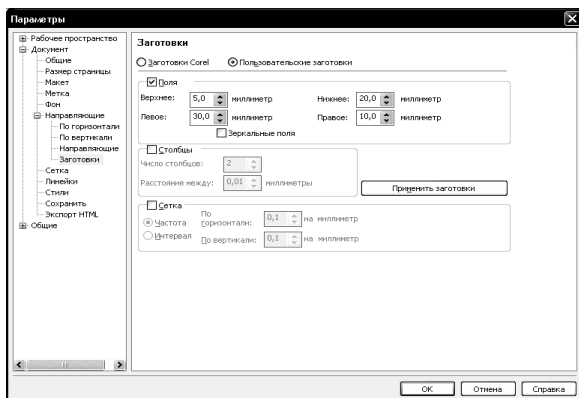 Параметры
Рабочее пространство
Документ
Общие
Размер страницы
Макет
Метка
Фон
Направляющие
По горизонтали
По вертикали
Направляющие
Заготовки
Сетка
Линейки
Стили
Сохранить
Экспорт HTML
Общие
Заготовки
Заготовки Corel Пользовательские заготовки
Поля
Верхнее: 5,0 миллиметр Нижнее: 20,0 миллиметр
Левое: 30,0 миллиметр Правое: 10,0 миллиметр
Зеркальные поля
Столбцы
Число столбцов: 2
Расстояние между: 0,01 миллиметры
Применить заготовки
Сетка
Частота По горизонтали: 0,1 на миллиметр
Интервал По вертикали: 0,1 на миллиметр
OK Отмена Справка